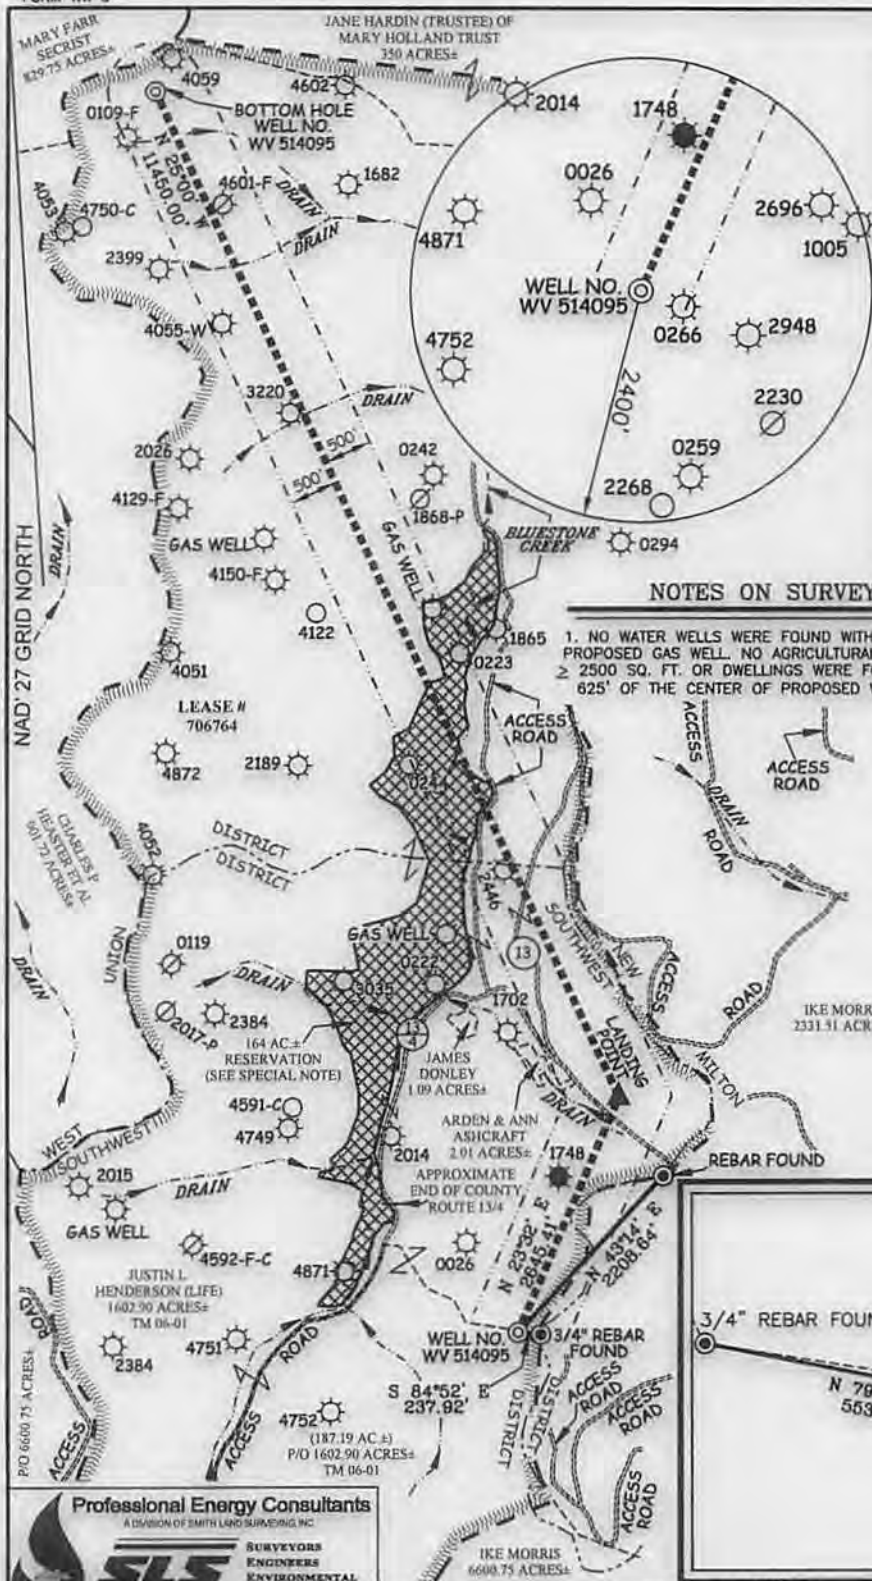 MARY FARR
SECRIST
829.75 ACRES±
JANE HARDIN (TRUSTEE) OF
MARY HOLLAND TRUST
350 ACRES±
4059
4602
2014
0109-F
BOTTOM HOLE
WELL NO.
WV 514095
N 25°00' W
11450.00'
4601-F
DRAIN
1682
DRAIN
4053
4750-C
2399
4055-W
3220
DRAIN
500'
500'
2026
0242
4129-F
1868-P
GAS WELL
GAS WELL
BLUESTONE
CREEK
0294
4150-F
4122
1865
0223
4051
DRAIN
NAD' 27 GRID NORTH
LEASE #
706764
ACCESS
ROAD
4872
2189
0244
1748
0026
4871
2696
1005
WELL NO.
WV 514095
0266
2948
4752
2230
2400'
0259
2268
NOTES ON SURVEY
1. NO WATER WELLS WERE FOUND WITH
PROPOSED GAS WELL. NO AGRICULTURAL
≥ 2500 SQ. FT. OR DWELLINGS WERE F
625' OF THE CENTER OF PROPOSED
ACCESS
ROAD
DRAIN
ACCESS
ROAD
CHARLES P.
HEASTER ET AL
DISTRICT
DISTRICT
4052
2446
UNION
GAS WELL
SOUTHWEST
NEW
MILTON
13
0119
DRAIN
DRAIN
3035
0222
1702
ACCESS
ROAD
2017-P
2384
13
4
164 AC.±
RESERVATION
(SEE SPECIAL NOTE)
JAMES
DONLEY
1.09 ACRES±
LANDING
POINT
IKE MORR
2331.31 ACR
4591-C
4749
ARDEN & ANN
ASHCRAFT
2.01 ACRES±
DRAIN
WEST
SOUTHWEST
2014
1748
REBAR FOUND
2015
DRAIN
APPROXIMATE
END OF COUNTY
ROUTE 13/4
GAS WELL
4592-F-C
0026
N 23°32' E
2645.41'
N 43°14' E
2208.64'
JUSTIN L.
HENDERSON (LIFE)
1602.90 ACRES±
TM 06-01
4871
ROAD
2384
4751
ROAD
WELL NO.
WV 514095
3/4" REBAR
FOUND
S 84°52' E
237.92'
DISTRICT
DISTRICT
ACCESS
ROAD
ACCESS
ROAD
3/4" REBAR FOUN
N 79
553
P/O 6600.75 ACRES±
ACCESS
ACCESS
4752
(187.19 AC.±)
P/O 1602.90 ACRES±
TM 06-01
ACCESS
ROAD
Professional Energy Consultants
A DIVISION OF SMITH LAND SURVEYING, INC.
SLS
SURVEYORS
ENGINEERS
ENVIRONMENTAL
IKE MORRIS
6600.75 ACRES±